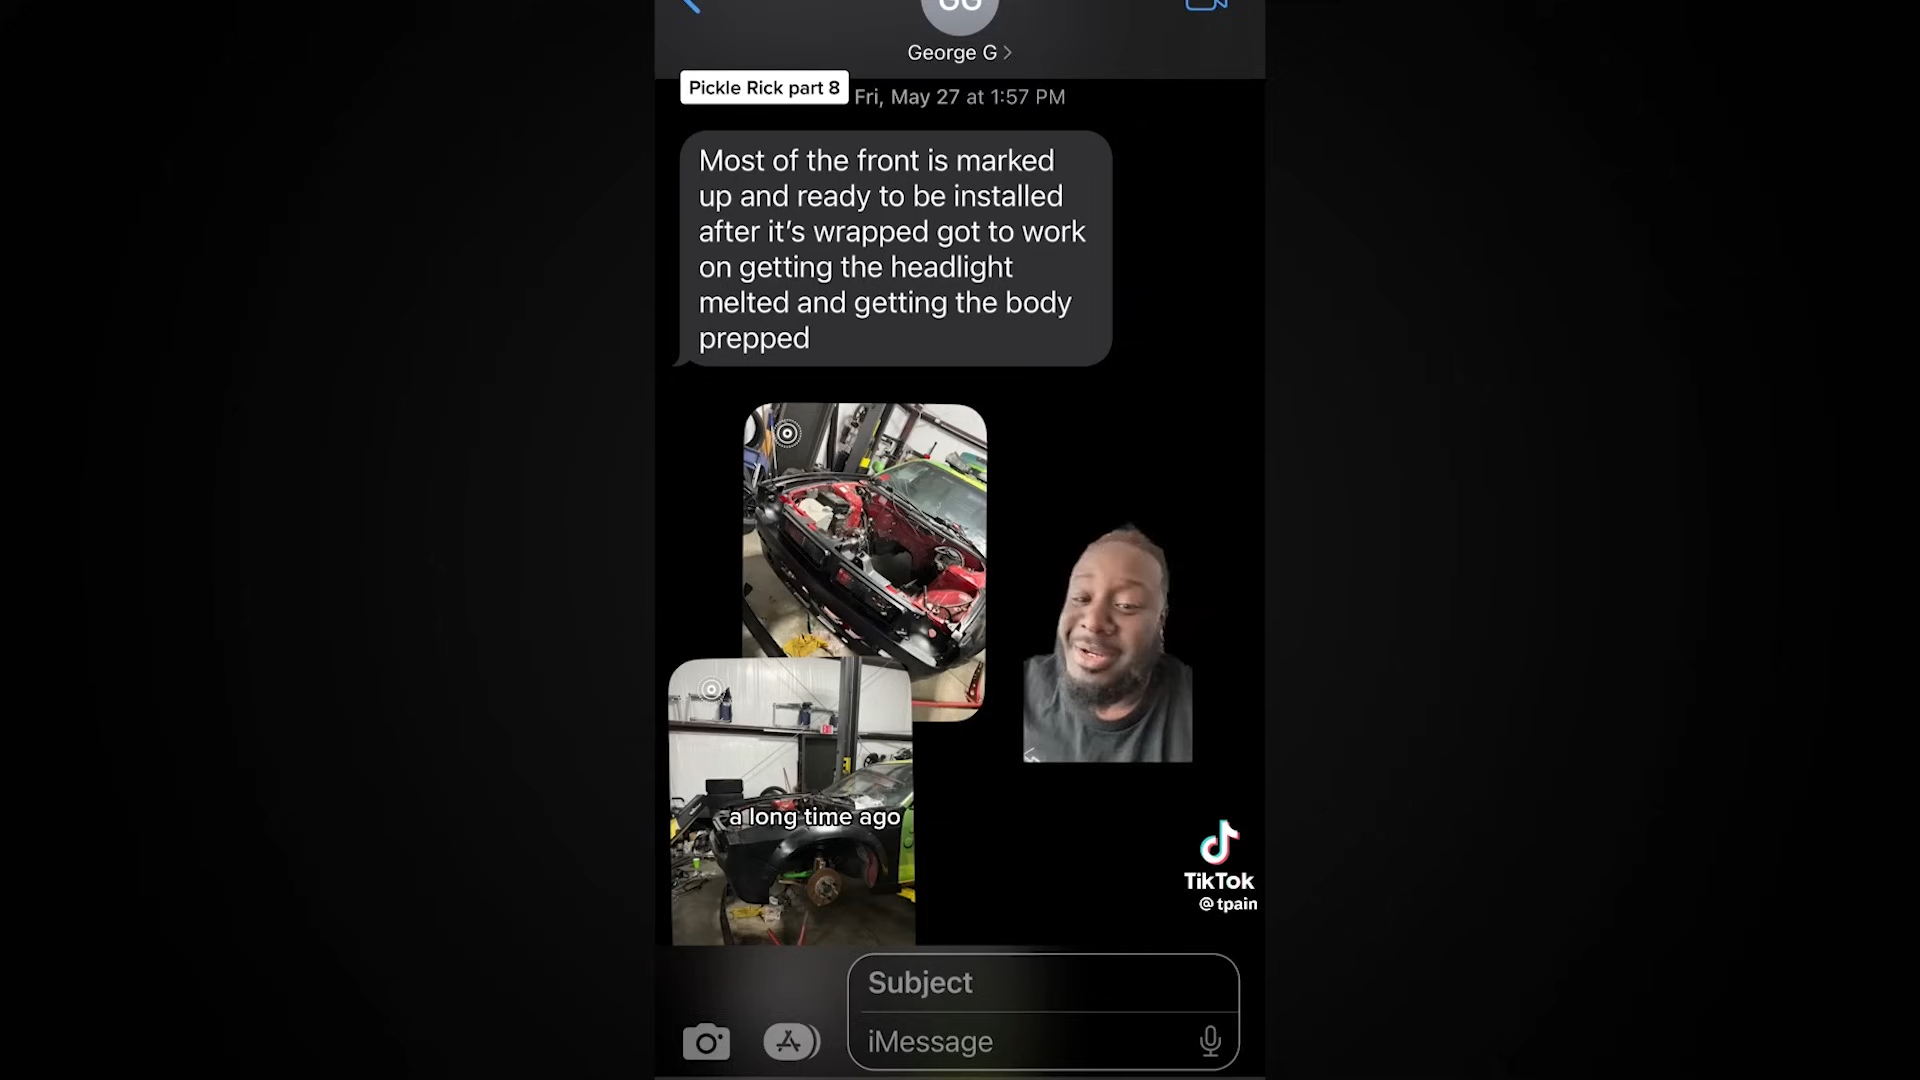 GG
George G
Pickle Rick part 8
Fri, May 27 at 1:57 PM
Most of the front is marked
up and ready to be installed
after it’s wrapped got to work
on getting the headlight
melted and getting the body
prepped
a long time ago
TikTok
@tpain
Subject
iMessage